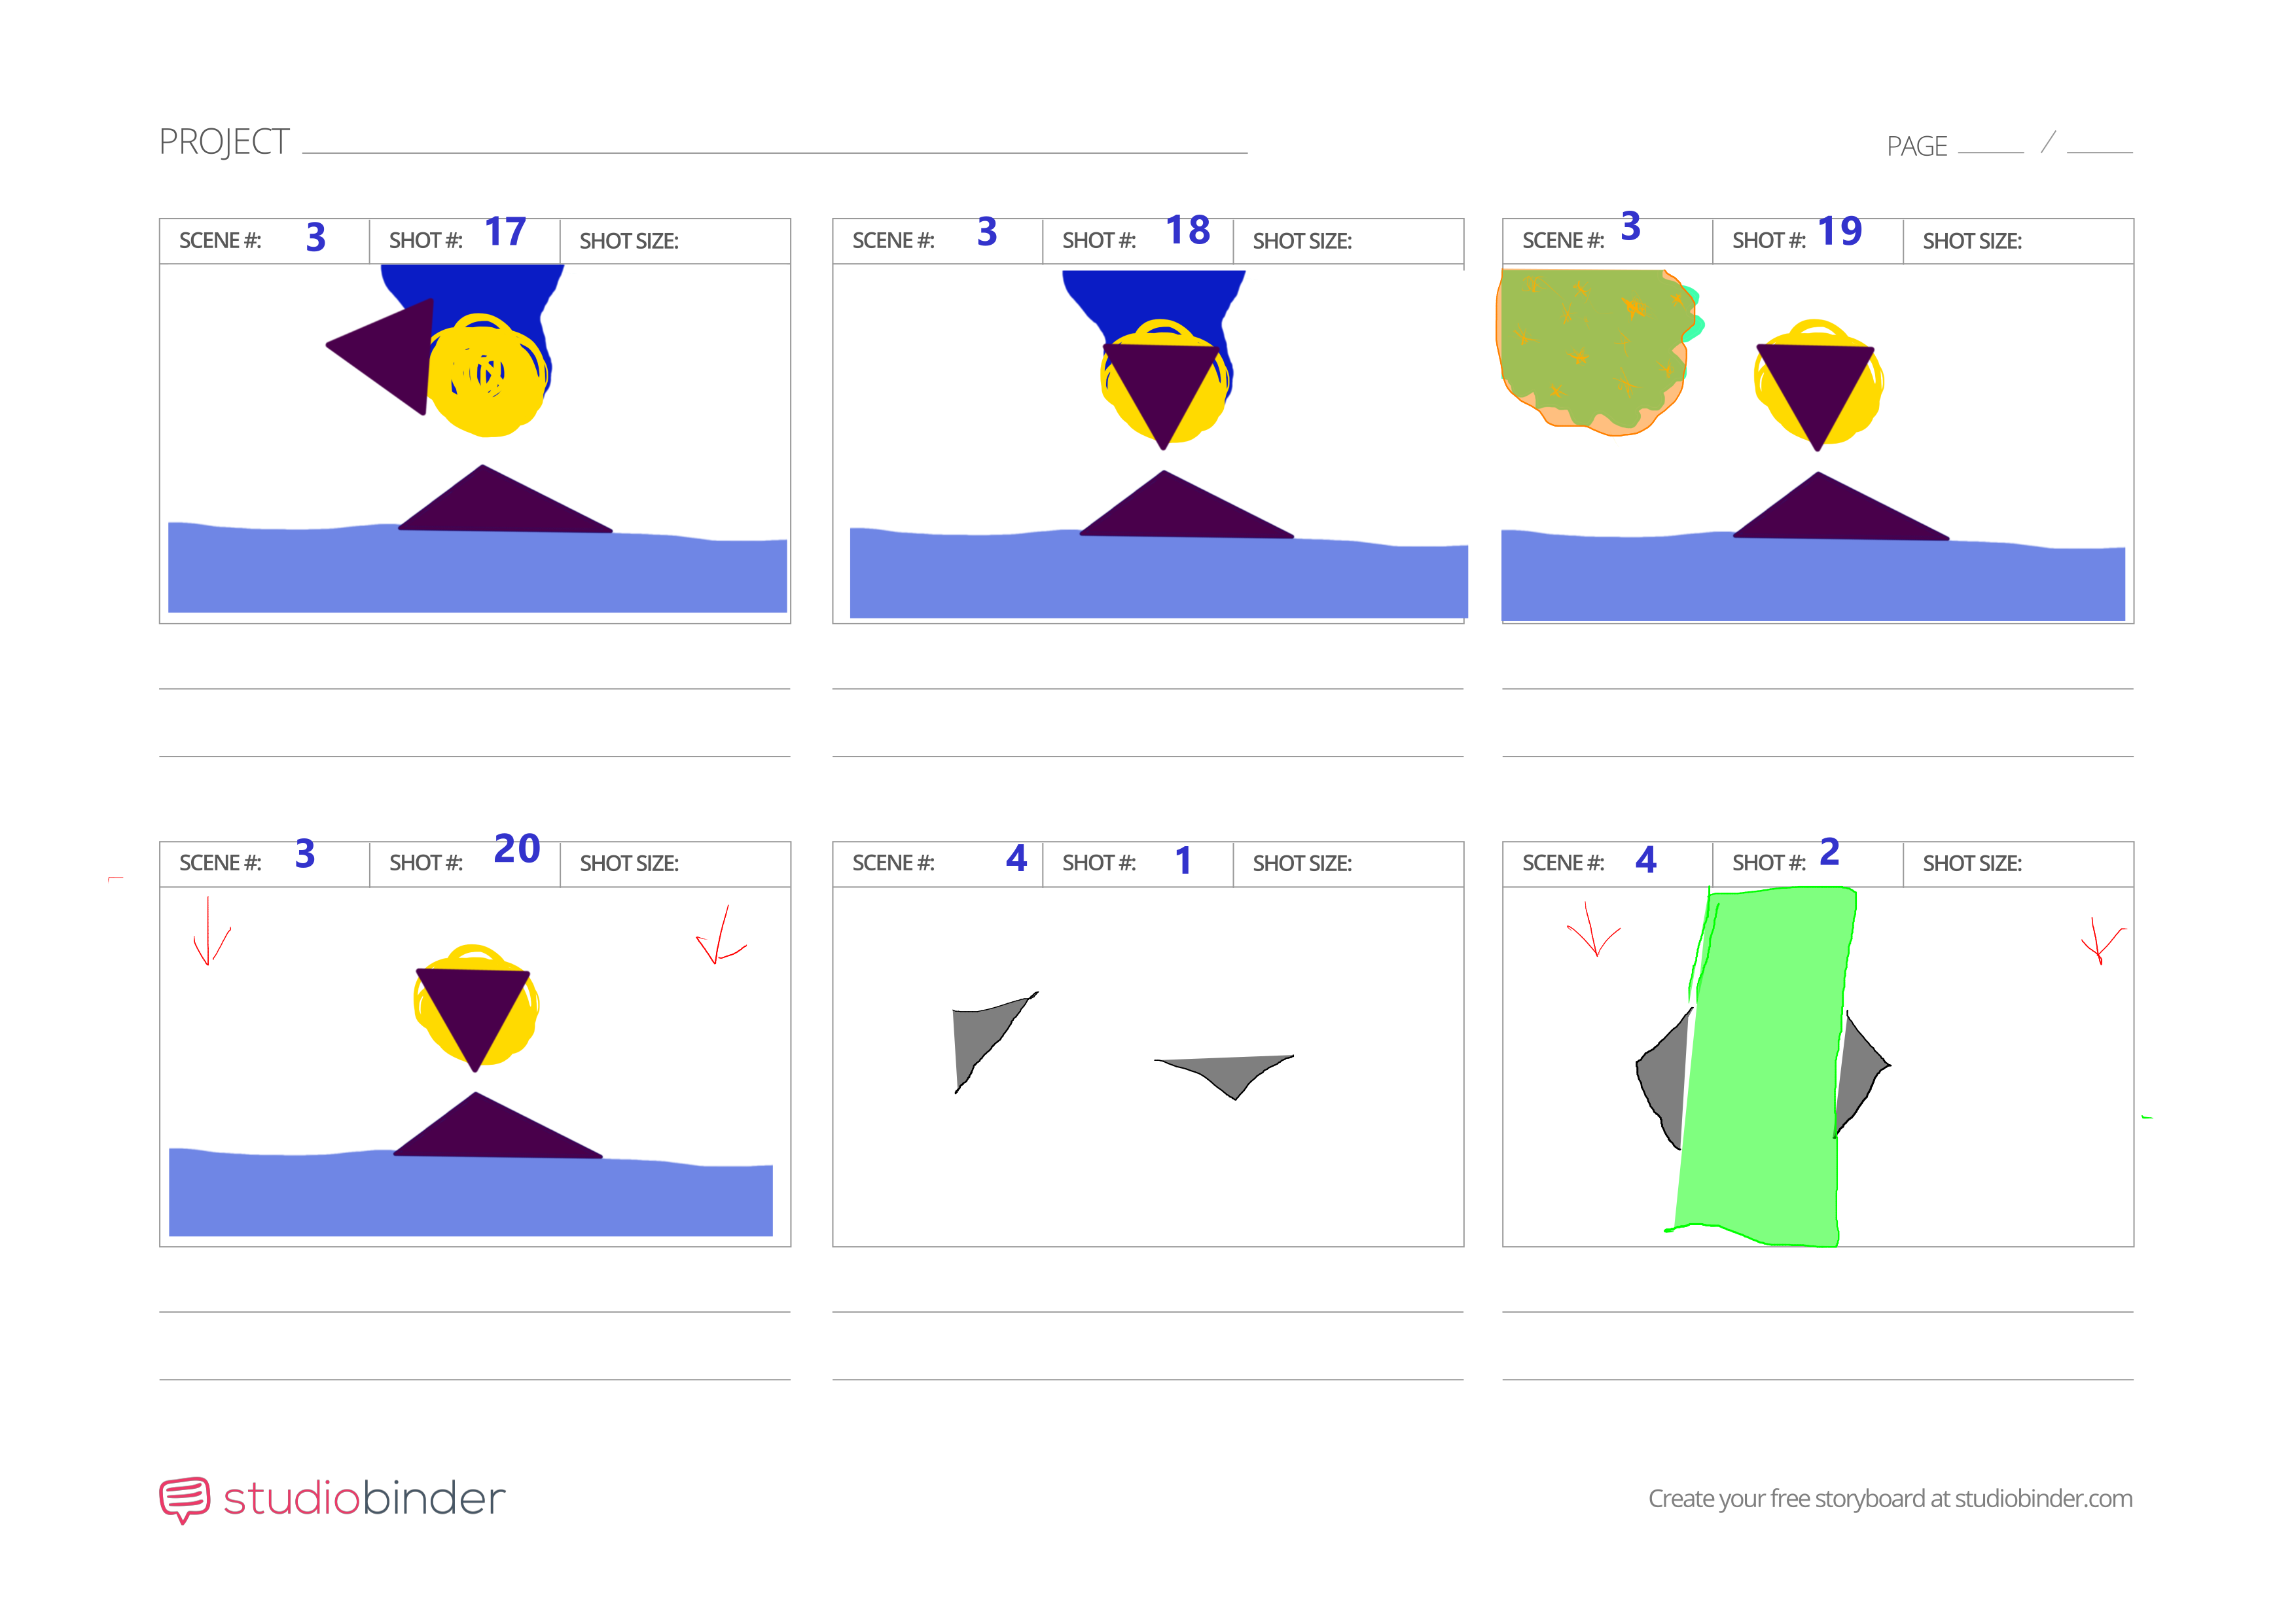 PROJECT
PAGE /
SCENE #: 3 SHOT #: 17 SHOT SIZE:
SCENE #: 3 SHOT #: 18 SHOT SIZE:
SCENE #: 3 SHOT #: 19 SHOT SIZE:
SCENE #: 3 SHOT #: 20 SHOT SIZE:
SCENE #: 4 SHOT #: 1 SHOT SIZE:
SCENE #: 4 SHOT #: 2 SHOT SIZE:
studiobinder
Create your free storyboard at studiobinder.com